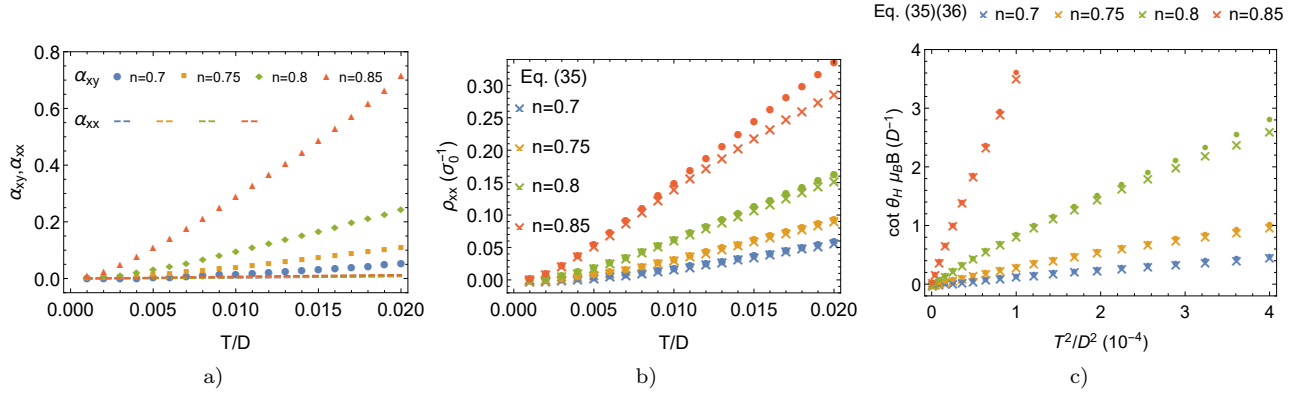 α_xy n=0.7 n=0.75 n=0.8 n=0.85
α_xx
α_xy,α_xx
0.8
0.6
0.4
0.2
0.0
0.000 0.005 0.010 0.015 0.020
T/D
a)
Eq. (35)
n=0.7
n=0.75
n=0.8
n=0.85
ρ_xx (σ_0^-1)
0.30
0.25
0.20
0.15
0.10
0.05
0.00
0.000 0.005 0.010 0.015 0.020
T/D
b)
Eq. (35)(36) n=0.7 n=0.75 n=0.8 n=0.85
cot θ_H μ_B B (D^-1)
4
3
2
1
0
0 1 2 3 4
T^2/D^2 (10^-4)
c)